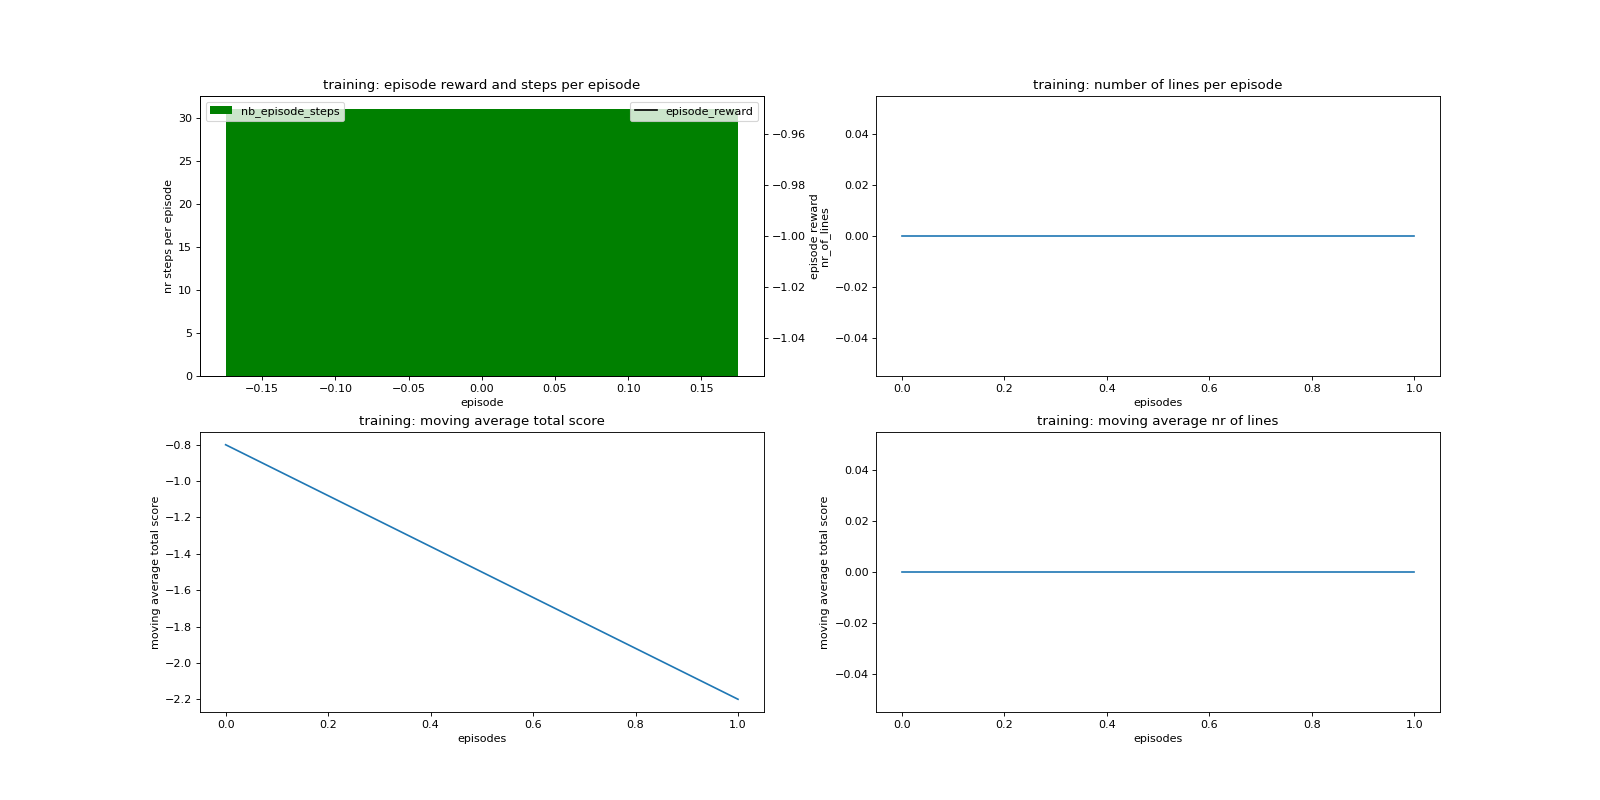 training: episode reward and steps per episode
nb_episode_steps
episode_reward
30
25
20
15
10
5
0
nr steps per episode
−0.96
−0.98
−1.00
−1.02
−1.04
episode reward
−0.15 −0.10 −0.05 0.00 0.05 0.10 0.15
episode
training: number of lines per episode
nr_of_lines
0.04
0.02
0.00
−0.02
−0.04
0.0 0.2 0.4 0.6 0.8 1.0
episodes
training: moving average total score
moving average total score
−0.8
−1.0
−1.2
−1.4
−1.6
−1.8
−2.0
−2.2
0.0 0.2 0.4 0.6 0.8 1.0
episodes
training: moving average nr of lines
moving average total score
0.04
0.02
0.00
−0.02
−0.04
0.0 0.2 0.4 0.6 0.8 1.0
episodes